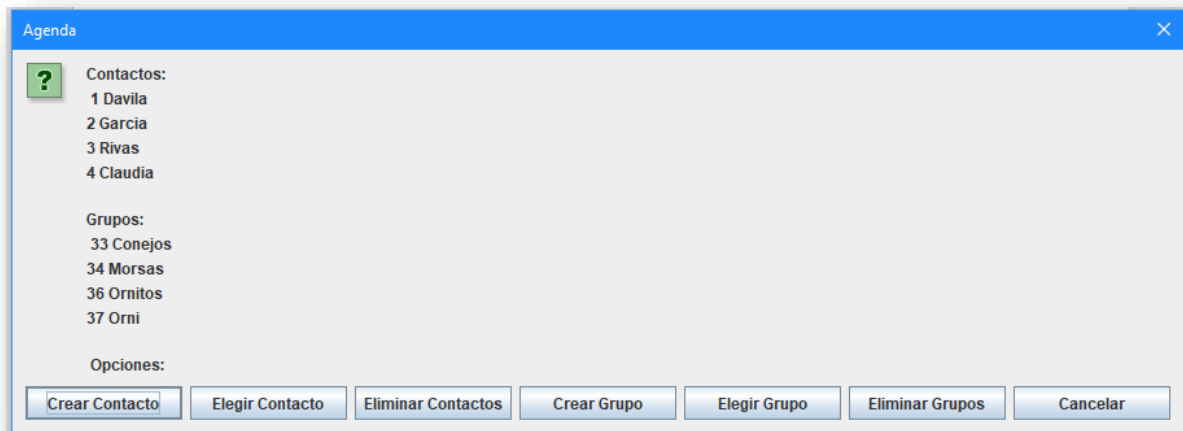 Agenda
?
Contactos:
1 Davila
2 Garcia
3 Rivas
4 Claudia
Grupos:
33 Conejos
34 Morsas
36 Ornitos
37 Orni
Opciones:
Crear Contacto Elegir Contacto Eliminar Contactos Crear Grupo Elegir Grupo Eliminar Grupos Cancelar